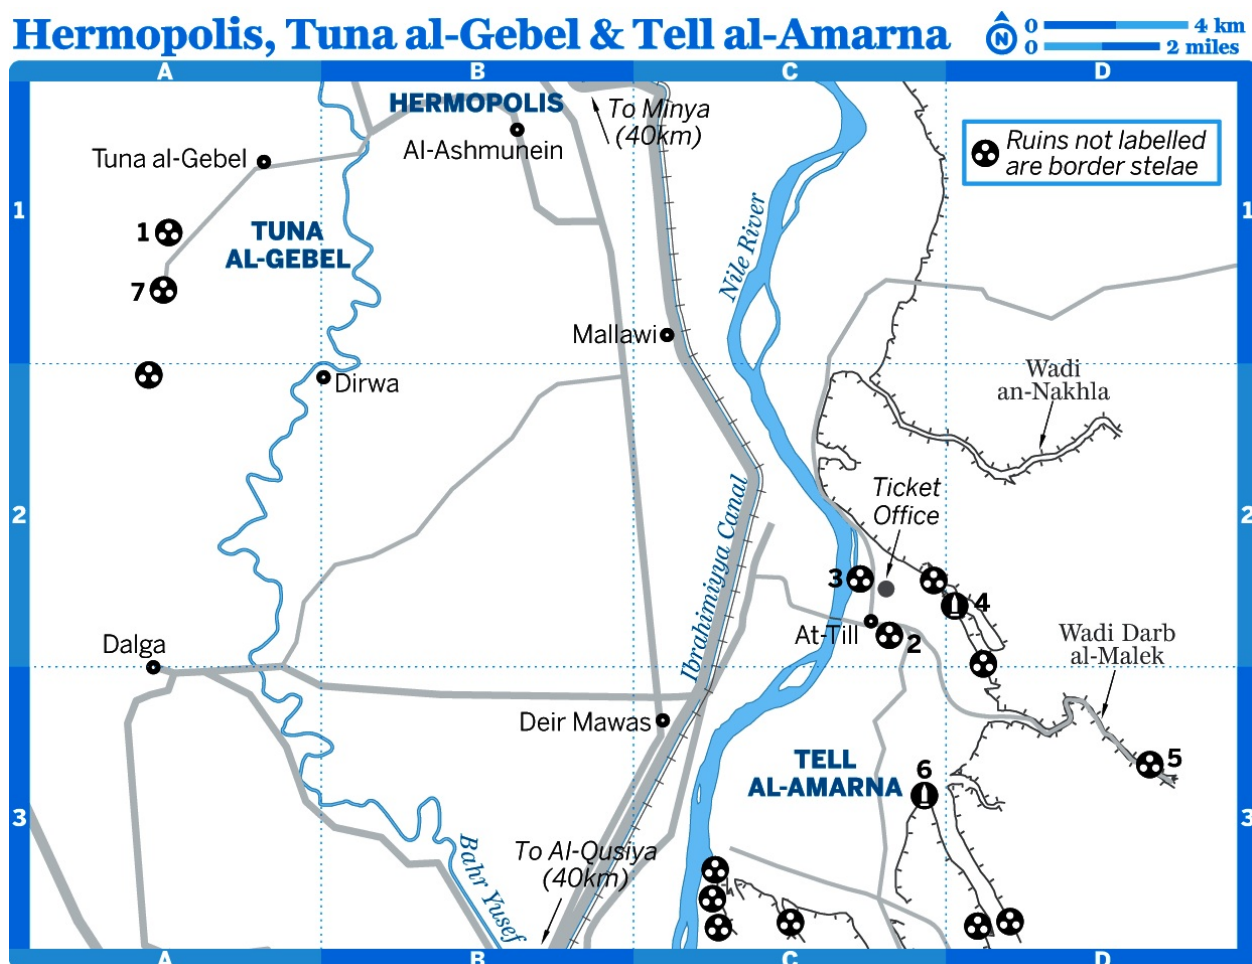 Hermopolis, Tuna al-Gebel & Tell al-Amarna
N
0 4 km
0 2 miles
A B C D
HERMOPOLIS
To Minya
(40km)
Al-Ashmunein
Tuna al-Gebel
Ruins not labelled
are border stelae
1
1
1
TUNA
AL-GEBEL
7
Nile River
Mallawi
Dirwa
Wadi
an-Nakhla
Ticket
Office
2
2
Ibrahimiyya Canal
3
4
At-Till
2
Dalga
Wadi Darb
al-Malek
Deir Mawas
TELL
AL-AMARNA
5
6
3
3
Bahr Yusef
To Al-Qusiya
(40km)
A B C D